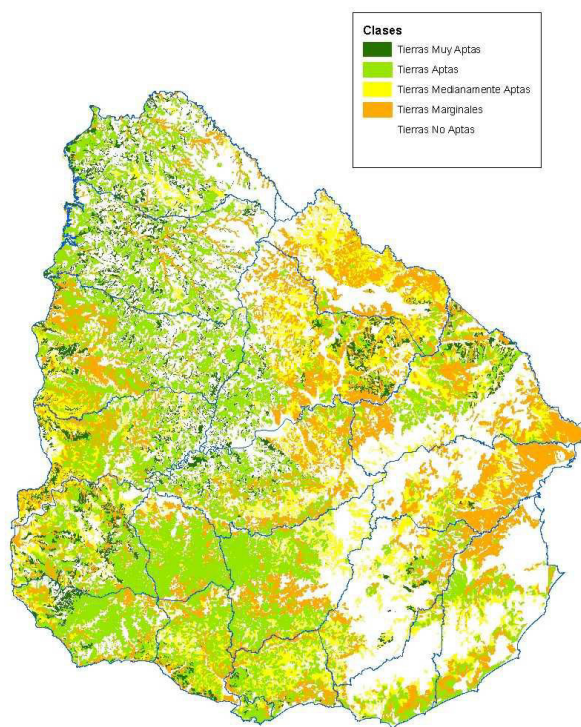 Clases
Tierras Muy Aptas
Tierras Aptas
Tierras Medianamente Aptas
Tierras Marginales
Tierras No Aptas